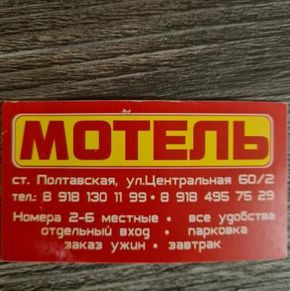 МОТЕЛЬ
ст. Полтавская, ул.Центральная 60/2
тел.: 8 918 130 11 99 • 8 918 495 75 29
Номера 2-6 местные • все удобства
отдельный вход • парковка
заказ ужин • завтрак